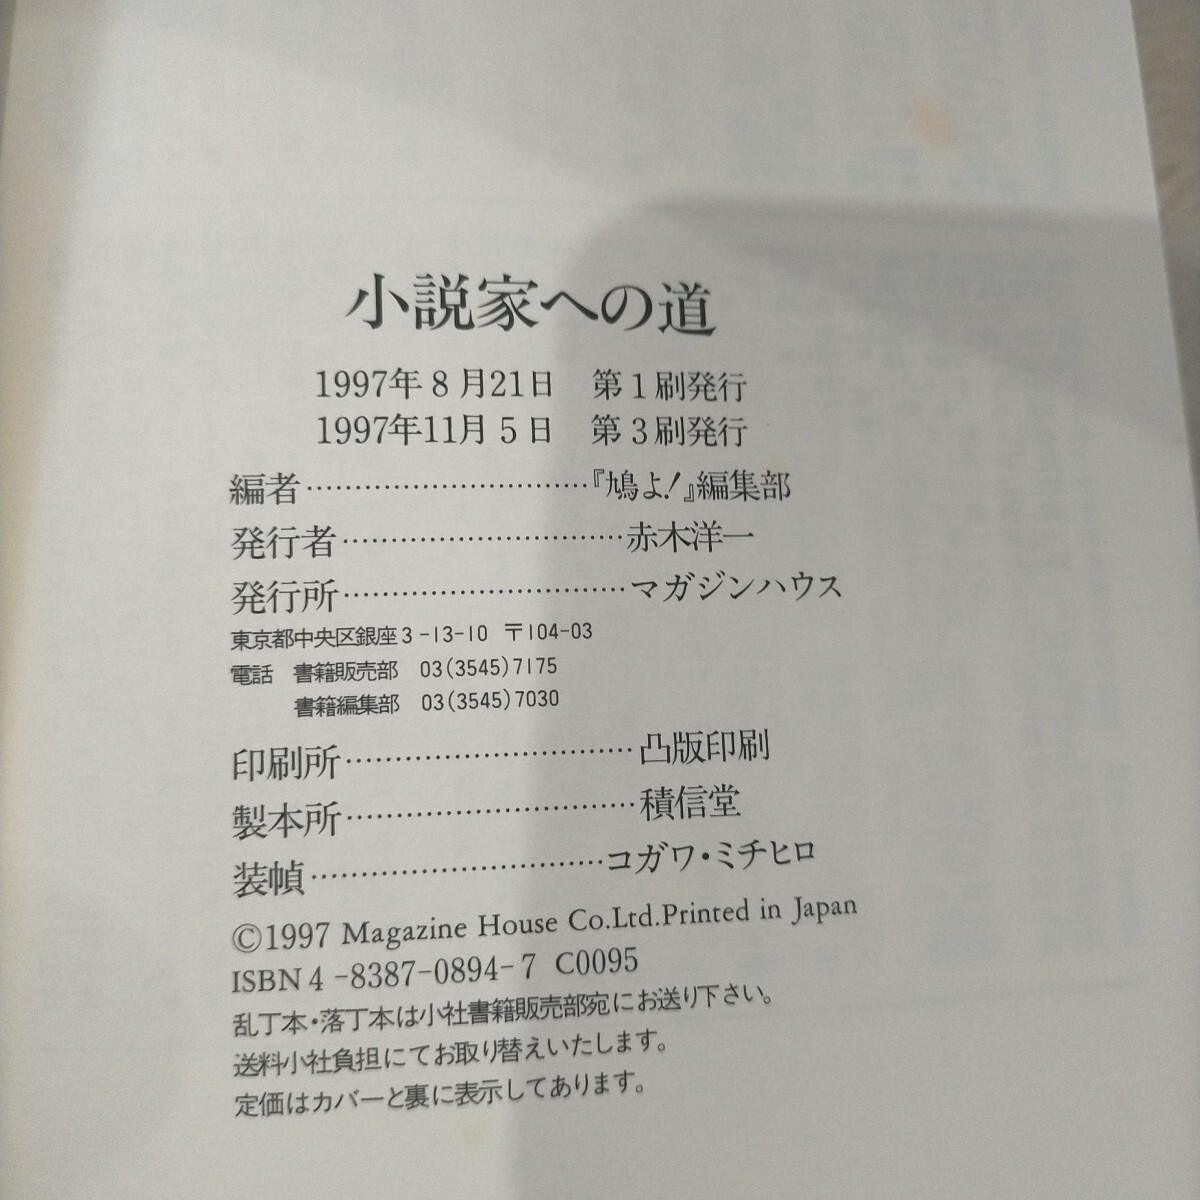 小説家への道
1997年8月21日　第1刷発行
1997年11月5日　第3刷発行
編者……………………………『鳩よ!』編集部
発行者……………………………赤木洋一
発行所……………………………マガジンハウス
東京都中央区銀座3-13-10 〒104-03
電話　書籍販売部　03(3545)7175
書籍編集部　03(3545)7030
印刷所……………………………凸版印刷
製本所……………………………積信堂
装幀……………………………コガワ・ミチヒロ
©1997 Magazine House Co.Ltd.Printed in Japan
ISBN4-8387-0894-7 C0095
乱丁本・落丁本は小社書籍販売部宛にお送り下さい。
送料小社負担にてお取り替えいたします。
定価はカバーと裏に表示してあります。